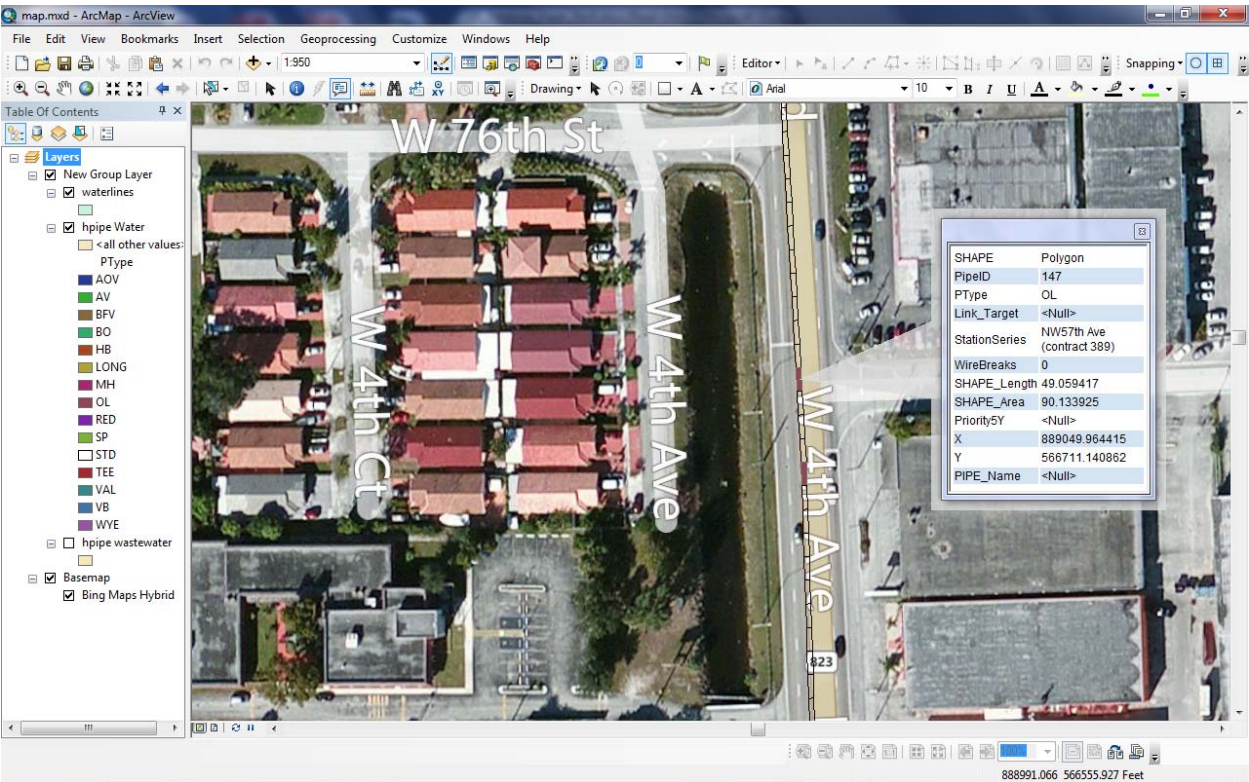 map.mxd - ArcMap - ArcView
File Edit View Bookmarks Insert Selection Geoprocessing Customize Windows Help
1:950
Editor
Snapping
Drawing
A
Arial
10
B I U A
Table Of Contents
Layers
New Group Layer
waterlines
hpipe Water
<all other values>
PType
AOV
AV
BFV
BO
HB
LONG
MH
OL
RED
SP
STD
TEE
VAL
VB
WYE
hpipe wastewater
Basemap
Bing Maps Hybrid
W 76th St
W 4th Ct
W 4th Ave
W 4th Ave
823
SHAPE Polygon
PipeID 147
PType OL
Link_Target <Null>
StationSeries NW57th Ave
(contract 389)
WireBreaks 0
SHAPE_Length 49.059417
SHAPE_Area 90.133925
Priority5Y <Null>
X 889049.964415
Y 566711.140862
PIPE_Name <Null>
100%
888991.066 566555.927 Feet